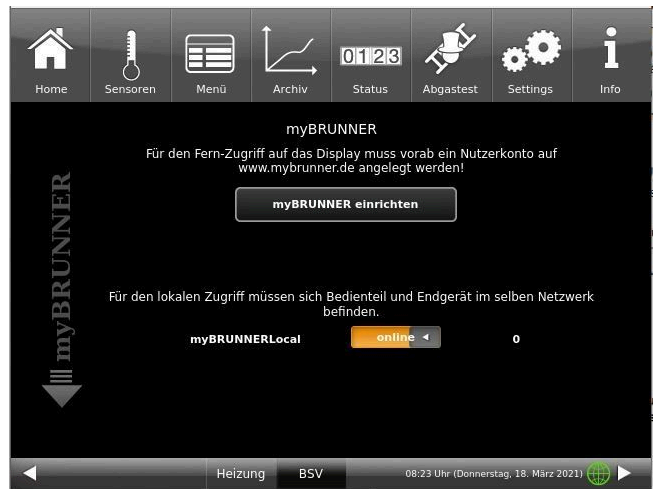 Home
Sensoren
Menü
Archiv
0123
Status
Abgastest
Settings
Info
myBRUNNER
Für den Fern-Zugriff auf das Display muss vorab ein Nutzerkonto auf
www.mybrunner.de angelegt werden!
myBRUNNER einrichten
myBRUNNER
Für den lokalen Zugriff müssen sich Bedienteil und Endgerät im selben Netzwerk
befinden.
myBRUNNERLocal online 0
Heizung BSV 08:23 Uhr (Donnerstag, 18. März 2021)